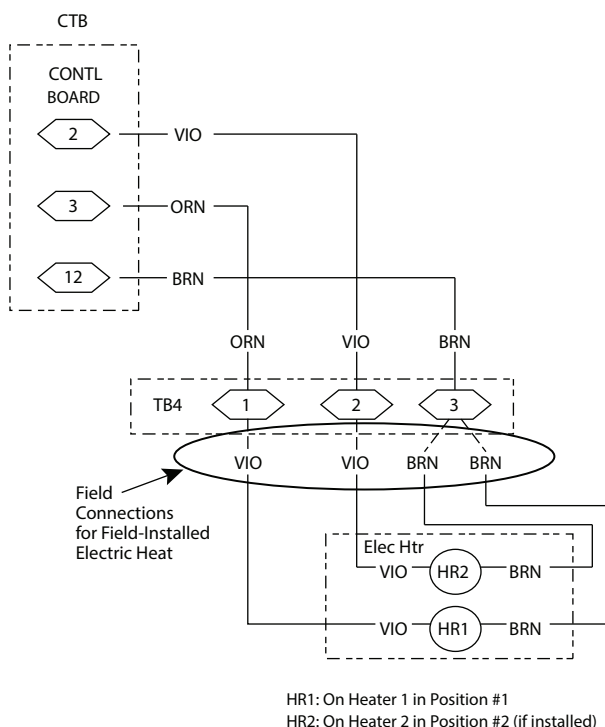 CTB
CONTL
BOARD
2 VIO
3 ORN
12 BRN
ORN VIO BRN
TB4 1 2 3
VIO VIO BRN BRN
Field
Connections
for Field-Installed
Electric Heat
Elec Htr
VIO HR2 BRN
VIO HR1 BRN
HR1: On Heater 1 in Position #1
HR2: On Heater 2 in Position #2 (if installed)